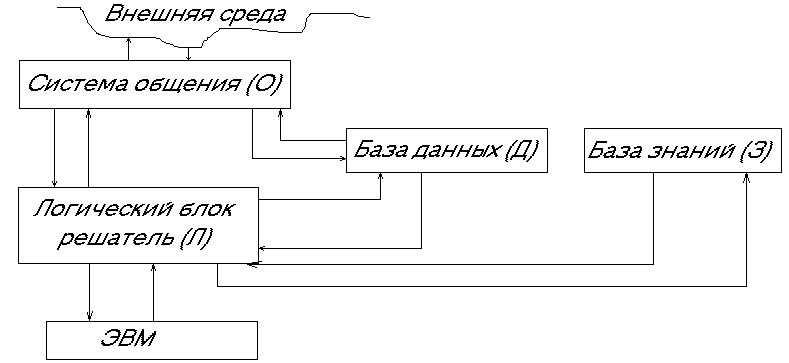 Внешняя среда
Система общения (О)
База данных (Д)
База знаний (З)
Логический блок
решатель (Л)
ЭВМ